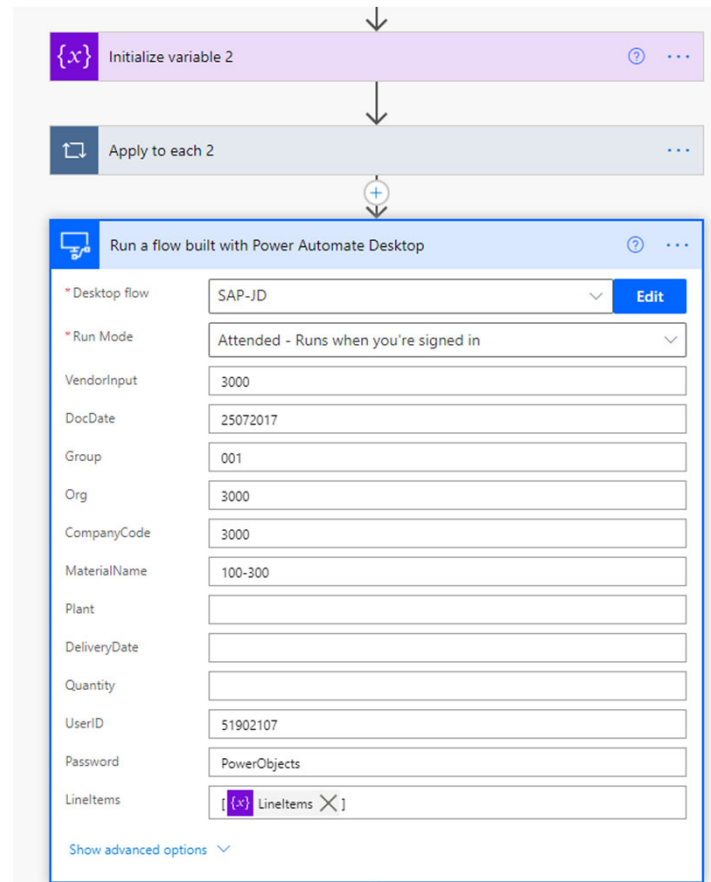 {x} Initialize variable 2
Apply to each 2
Run a flow built with Power Automate Desktop
* Desktop flow SAP-JD Edit
* Run Mode Attended - Runs when you're signed in
VendorInput 3000
DocDate 25072017
Group 001
Org 3000
CompanyCode 3000
MaterialName 100-300
Plant
DeliveryDate
Quantity
UserID 51902107
Password PowerObjects
LineItems [ {x} LineItems X ]
Show advanced options